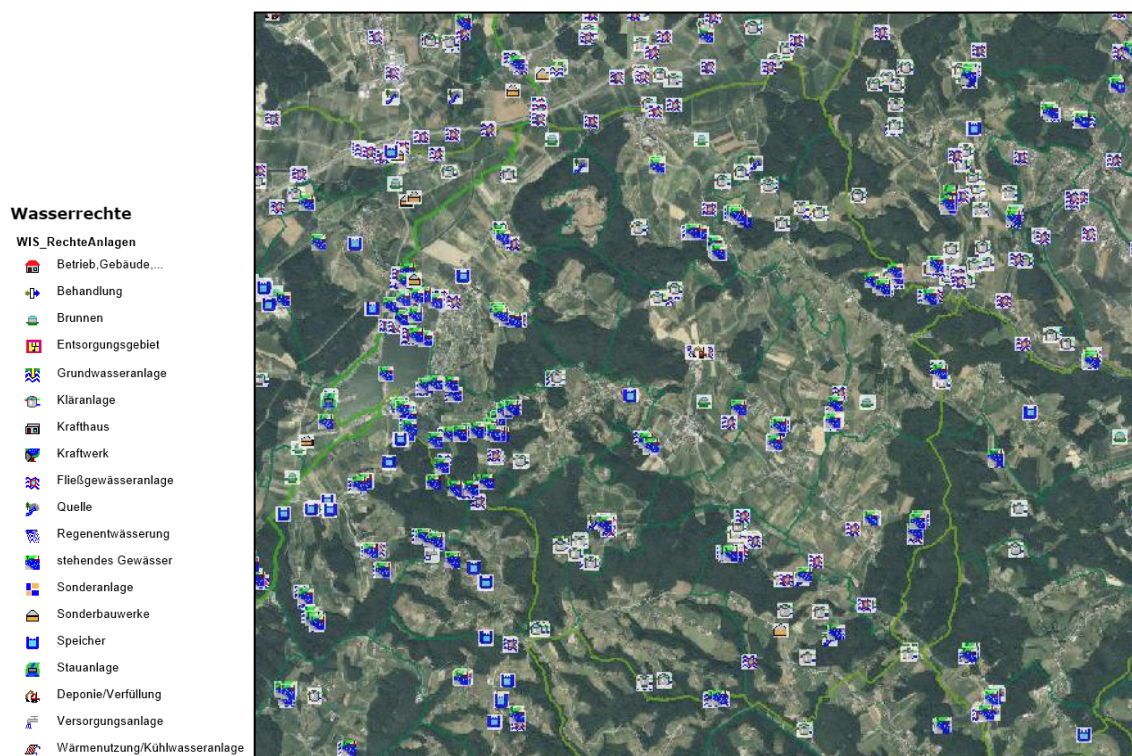 Wasserrechte
WIS_RechteAnlagen
Betrieb,Gebäude,...
Behandlung
Brunnen
Entsorgungsgebiet
Grundwasseranlage
Kläranlage
Krafthaus
Kraftwerk
Fließgewässeranlage
Quelle
Regenentwässerung
stehendes Gewässer
Sonderanlage
Sonderbauwerke
Speicher
Stauanlage
Deponie/Verfüllung
Versorgungsanlage
Wärmenutzung/Kühlwasseranlage